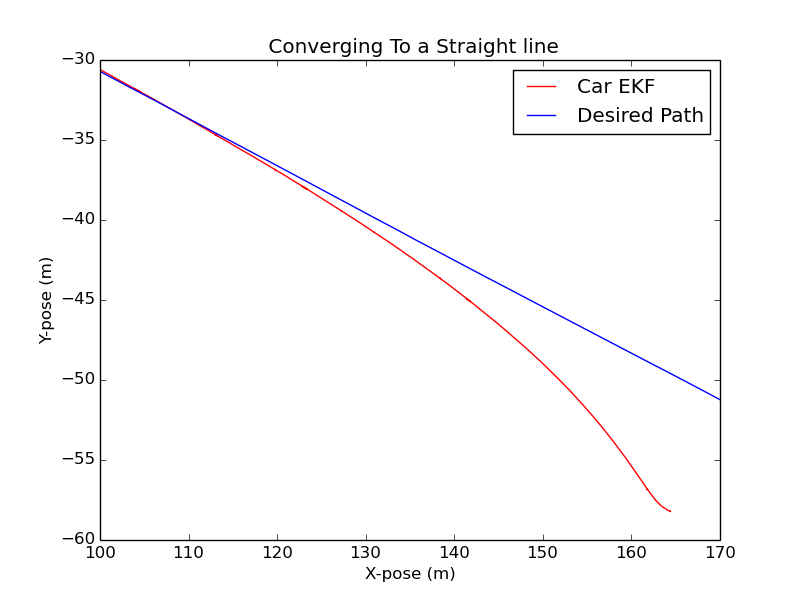 Converging To a Straight line
Car EKF
Desired Path
−30
−35
−40
−45
−50
−55
−60
Y-pose (m)
100 110 120 130 140 150 160 170
X-pose (m)